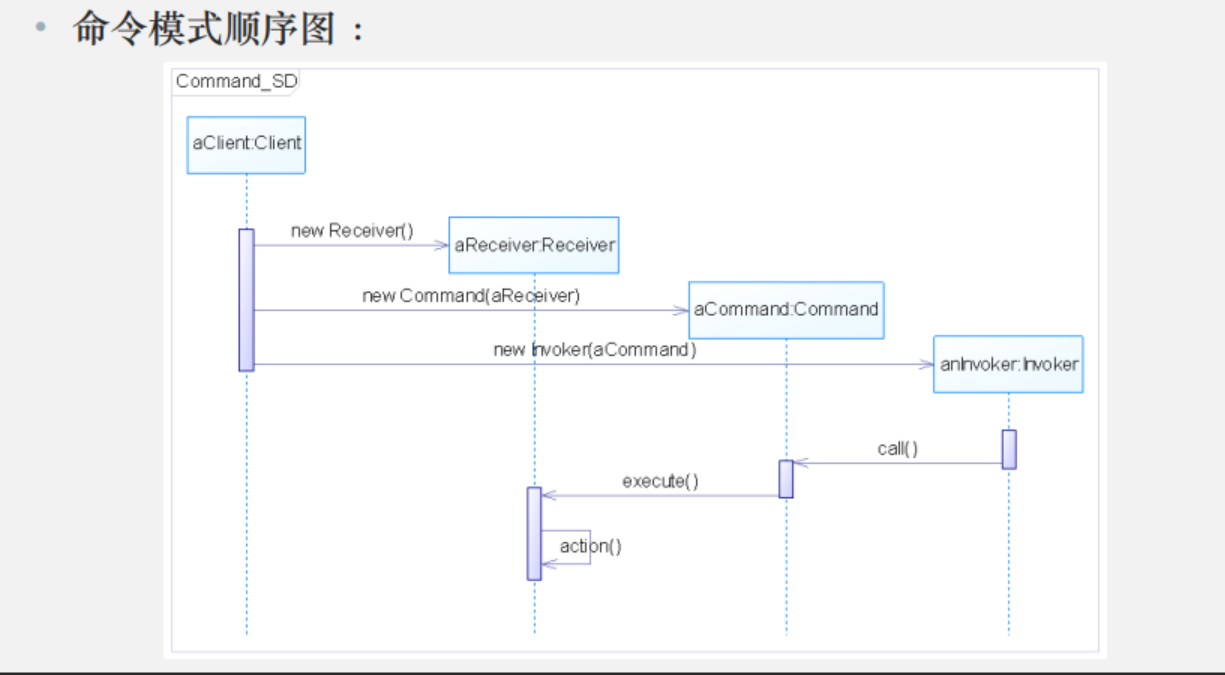 • 命令模式顺序图：
Command_SD
aClient:Client
new Receiver()
aReceiver:Receiver
new Command(aReceiver)
aCommand:Command
new Invoker(aCommand)
anInvoker:Invoker
call()
execute()
action()